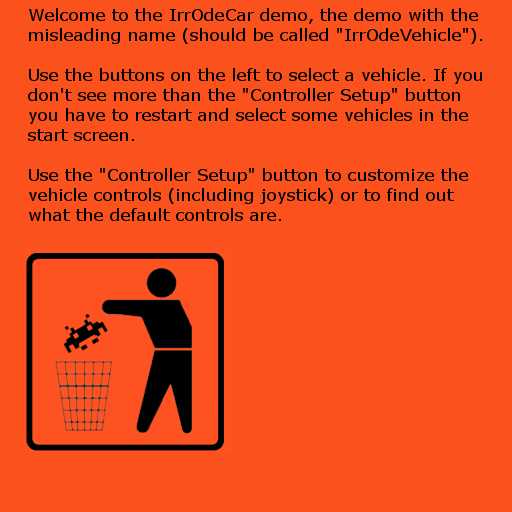 Welcome to the IrrOdeCar demo, the demo with the
misleading name (should be called "IrrOdeVehicle").
Use the buttons on the left to select a vehicle. If you
don't see more than the "Controller Setup" button
you have to restart and select some vehicles in the
start screen.
Use the "Controller Setup" button to customize the
vehicle controls (including joystick) or to find out
what the default controls are.